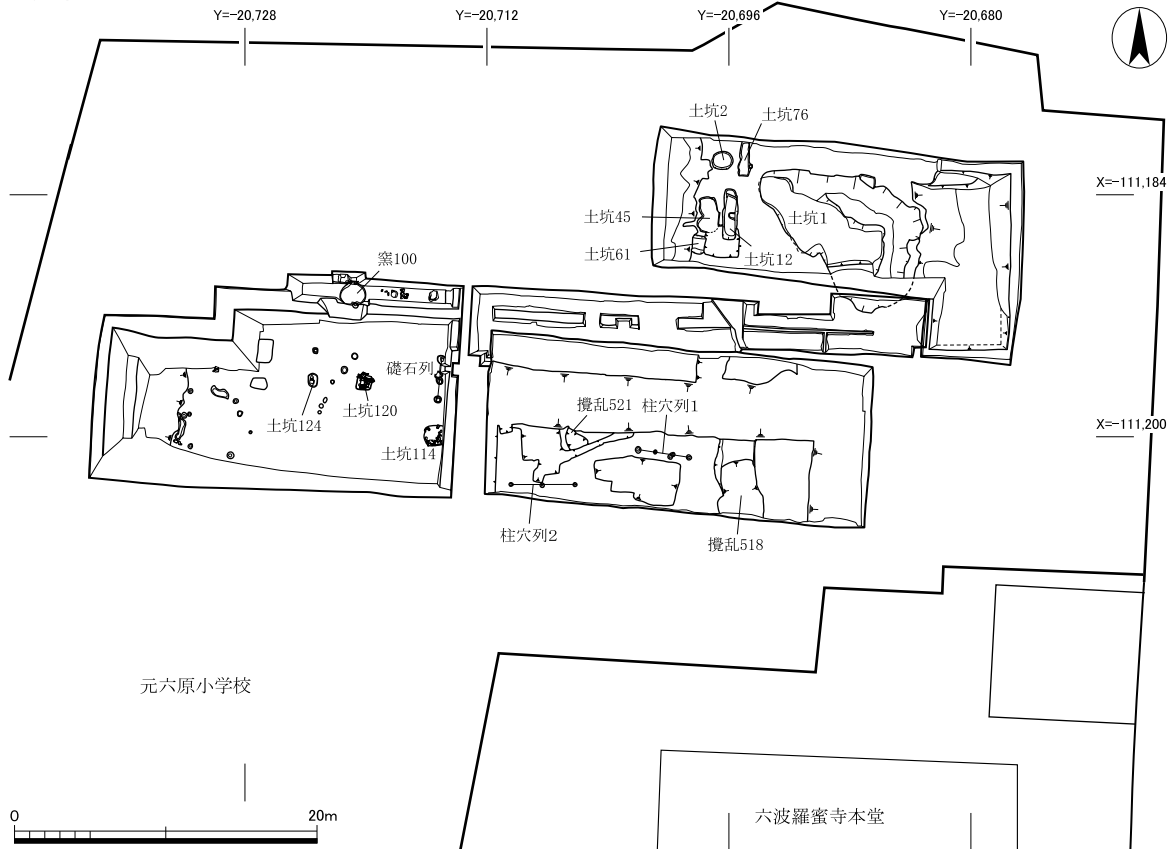 Y=-20,728
Y=-20,712
Y=-20,696
Y=-20,680
土坑2
土坑76
X=-111,184
土坑45
土坑1
土坑61
土坑12
窯100
礎石列
土坑120
攪乱521
柱穴列1
土坑124
X=-111,200
土坑114
柱穴列2
攪乱518
元六原小学校
0
20m
六波羅蜜寺本堂